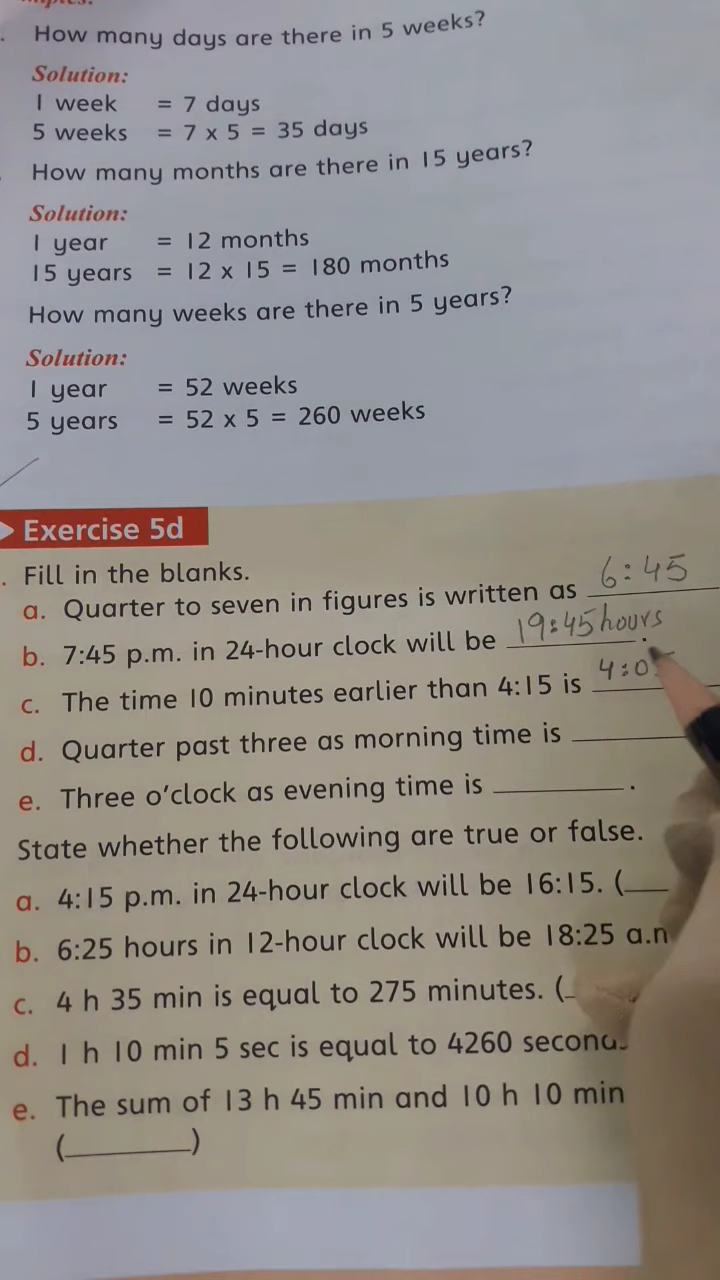 . How many days are there in 5 weeks?
Solution:
1 week = 7 days
5 weeks = 7 x 5 = 35 days
How many months are there in 15 years?
Solution:
1 year = 12 months
15 years = 12 x 15 = 180 months
How many weeks are there in 5 years?
Solution:
1 year = 52 weeks
5 years = 52 x 5 = 260 weeks
Exercise 5d
. Fill in the blanks.
a. Quarter to seven in figures is written as 6:45
b. 7:45 p.m. in 24-hour clock will be 19:45 hours.
c. The time 10 minutes earlier than 4:15 is 4:0
d. Quarter past three as morning time is ________
e. Three o'clock as evening time is ________.
State whether the following are true or false.
a. 4:15 p.m. in 24-hour clock will be 16:15. (__
b. 6:25 hours in 12-hour clock will be 18:25
c. 4 h 35 min is equal to 275 minutes. (_
d. 1 h 10 min 5 sec is equal to 4260
e. The sum of 13 h 45 min and 10 h 10 min
(________)